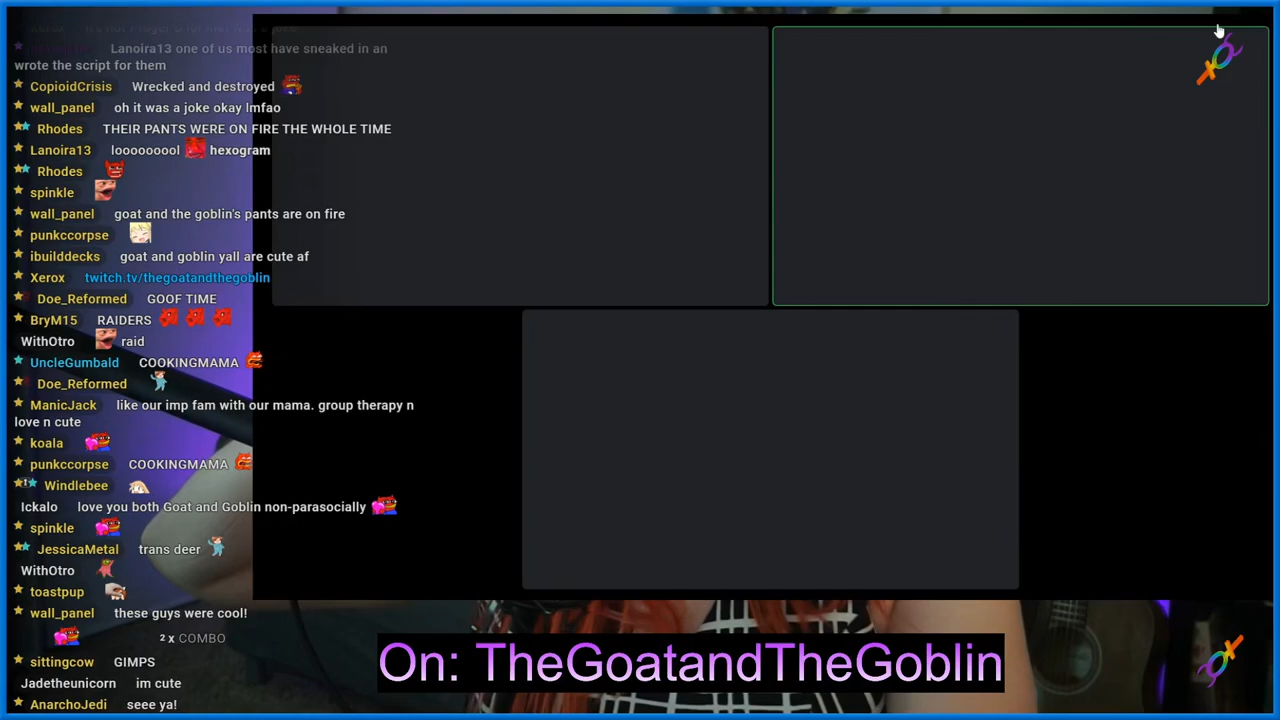 Lanoira13 one of us most have sneaked in an
wrote the script for them
CopioidCrisis Wrecked and destroyed
wall_panel oh it was a joke okay lmfao
Rhodes THEIR PANTS WERE ON FIRE THE WHOLE TIME
Lanoira13 looooooool hexogram
Rhodes
spinkle
wall_panel goat and the goblin's pants are on fire
punkccorpse
ibuilddecks goat and goblin yall are cute af
Xerox twitch.tv/thegoatandthegoblin
Doe_Reformed GOOF TIME
BryM15 RAIDERS
WithOtro raid
UncleGumbald COOKINGMAMA
Doe_Reformed
ManicJack like our imp fam with our mama. group therapy n
love n cute
koala
punkccorpse COOKINGMAMA
Windlebee
Ickalo love you both Goat and Goblin non-parasocially
spinkle
JessicaMetal trans deer
WithOtro
toastpup
wall_panel these guys were cool!
2 x COMBO
sittingcow GIMPS
Jadetheunicorn im cute
AnarchoJedi seee ya!
On: TheGoatandTheGoblin